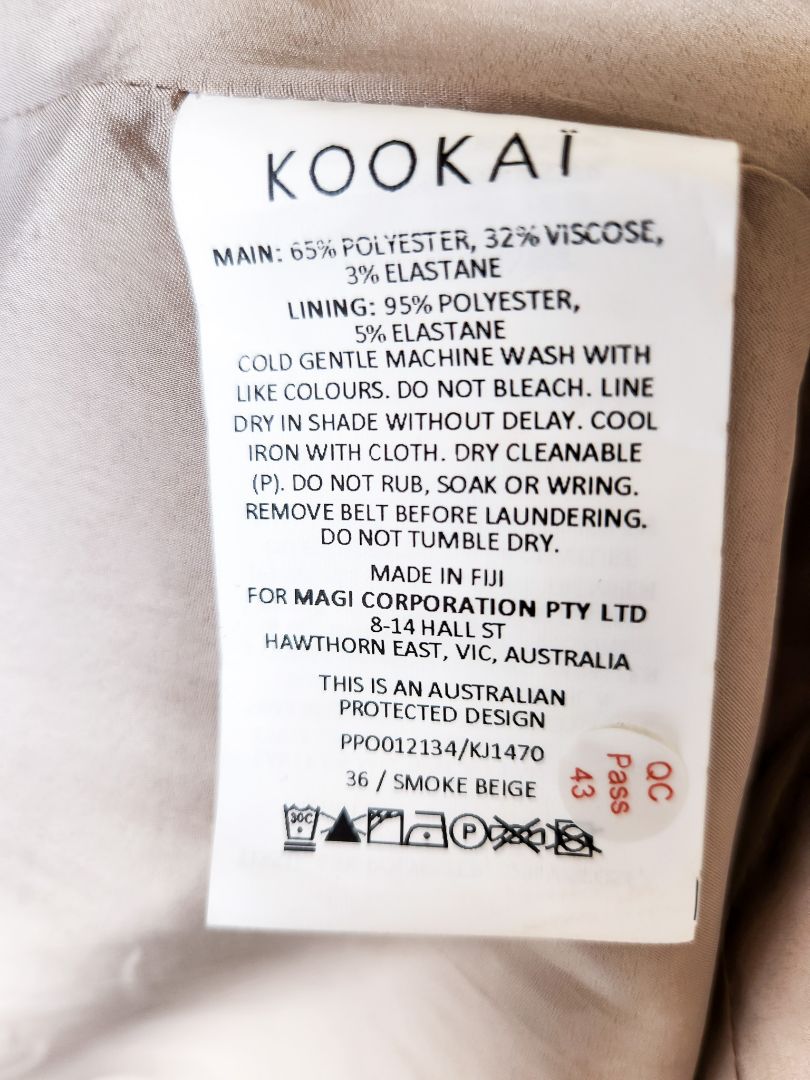 KOOKAÏ
MAIN: 65% POLYESTER, 32% VISCOSE,
3% ELASTANE
LINING: 95% POLYESTER,
5% ELASTANE
COLD GENTLE MACHINE WASH WITH
LIKE COLOURS. DO NOT BLEACH. LINE
DRY IN SHADE WITHOUT DELAY. COOL
IRON WITH CLOTH. DRY CLEANABLE
(P). DO NOT RUB, SOAK OR WRING.
REMOVE BELT BEFORE LAUNDERING.
DO NOT TUMBLE DRY.
MADE IN FIJI
FOR MAGI CORPORATION PTY LTD
8-14 HALL ST
HAWTHORN EAST, VIC, AUSTRALIA
THIS IS AN AUSTRALIAN
PROTECTED DESIGN
PPO012134/KJ1470
36 / SMOKE BEIGE
QC
Pass
43
30C
P